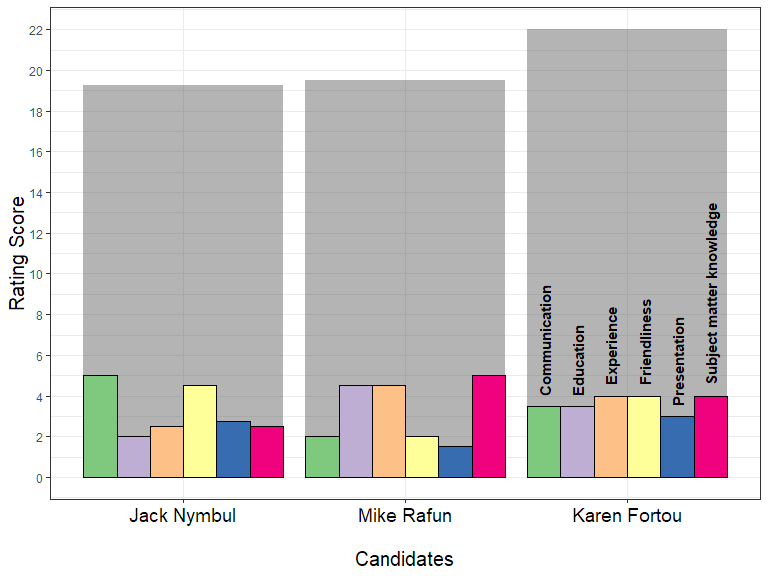 22
20
18
16
14
12
10
8
6
4
2
0
Rating Score
Communication
Education
Experience
Friendliness
Presentation
Subject matter knowledge
Jack Nymbul
Mike Rafun
Karen Fortou
Candidates